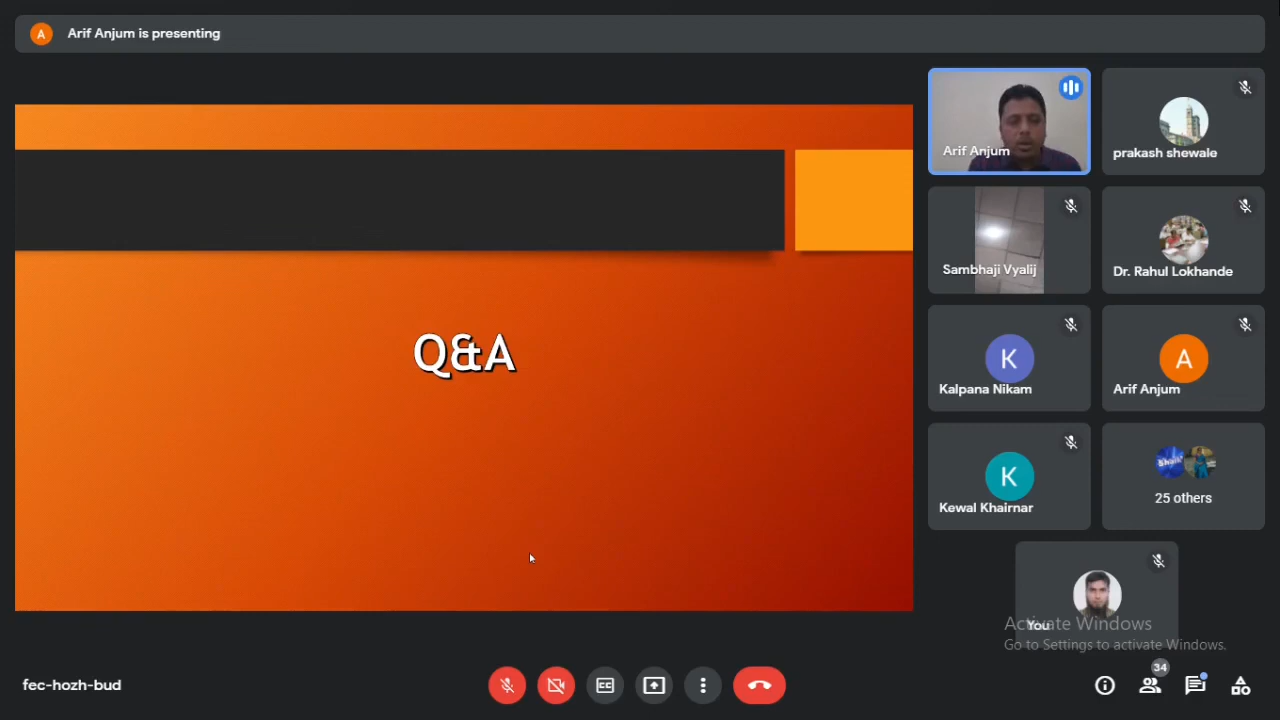 A
Arif Anjum is presenting
Q&A
Arif Anjum
prakash shewale
Sambhaji Vyalij
Dr. Rahul Lokhande
K
Kalpana Nikam
A
Arif Anjum
K
Kewal Khairnar
25 others
You
Activate Windows
Go to Settings to activate Windows.
fec-hozh-bud
CC
34